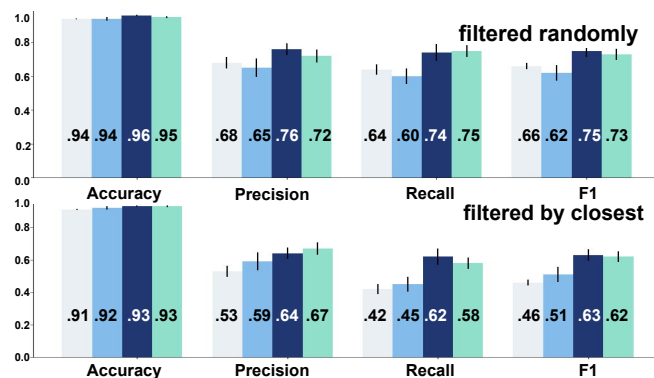 1.0
filtered randomly
0.8
0.6
0.4
.94 .94 .96 .95 .68 .65 .76 .72 .64 .60 .74 .75 .66 .62 .75 .73
0.2
0.0
Accuracy Precision Recall F1
1.0
filtered by closest
0.8
0.6
0.4
.91 .92 .93 .93 .53 .59 .64 .67 .42 .45 .62 .58 .46 .51 .63 .62
0.2
0.0
Accuracy Precision Recall F1